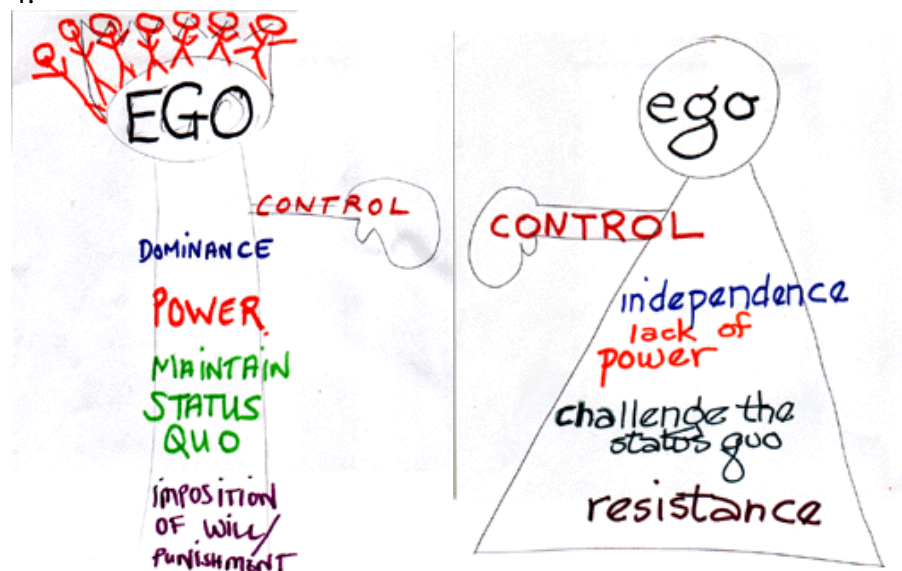 EGO
CONTROL
DOMINANCE
POWER.
MAINTAIN
STATUS
QUO
IMPOSITION
OF WILL/
PUNISHMENT
ego
CONTROL
independence
lack of
power
challenge the
status quo
resistance